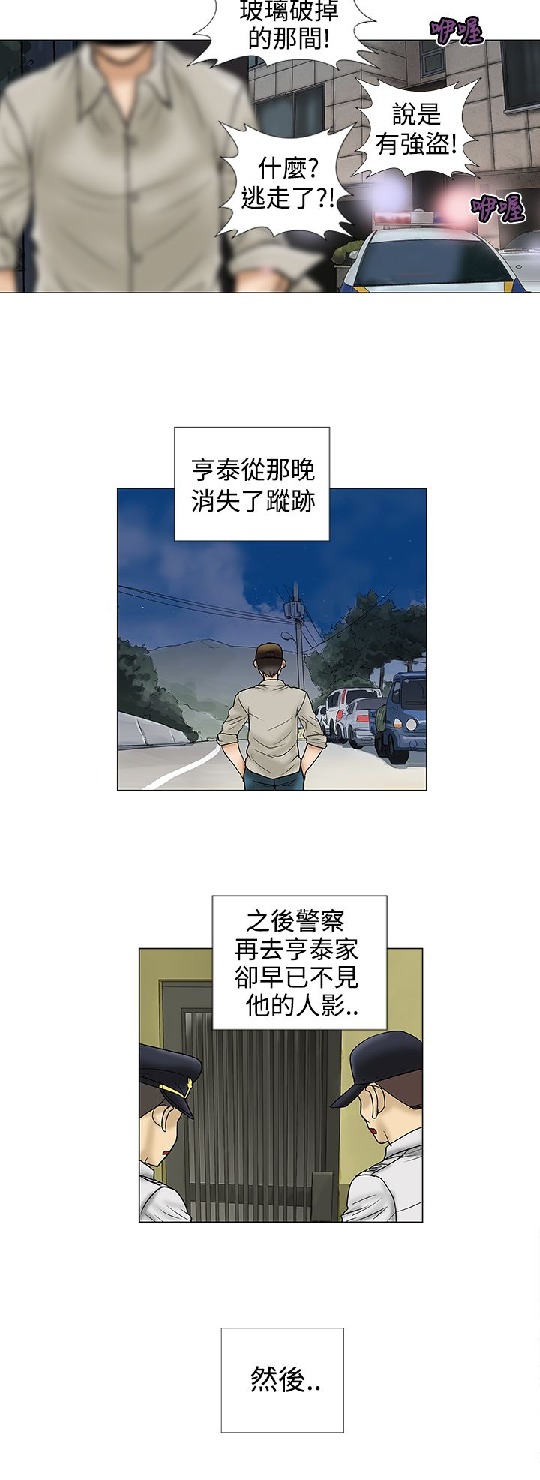 玻璃破掉
的那間!
咿喔
說是
有強盜!
什麼?
逃走了?!
咿喔
亨泰從那晚
消失了蹤跡
之後警察
再去亨泰家
卻早已不見
他的人影..
然後..